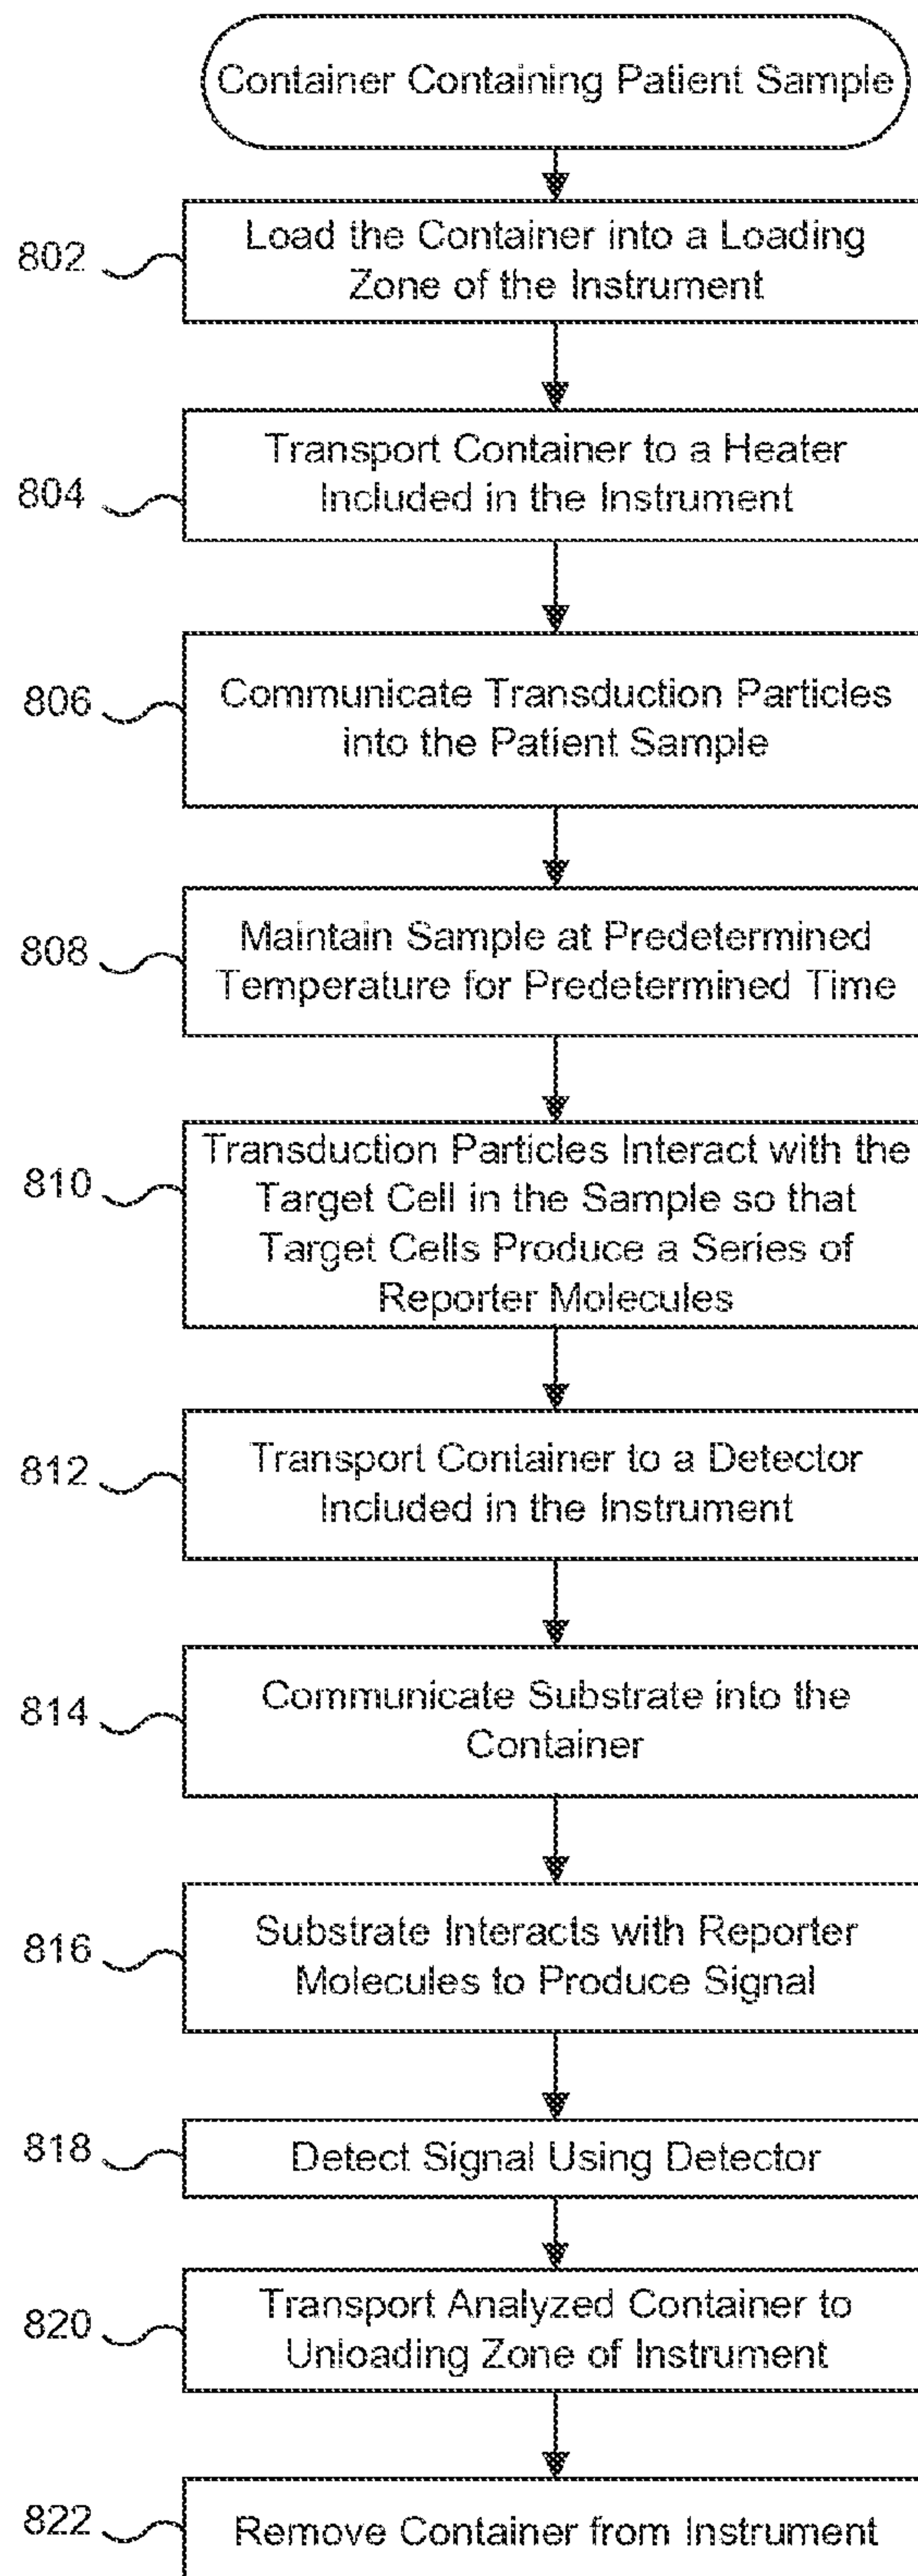 Container Containing Patient Sample
802
Load the Container into a Loading
Zone of the Instrument
804
Transport Container to a Heater
Included in the Instrument
806
Communicate Transduction Particles
into the Patient Sample
808
Maintain Sample at Predetermined
Temperature for Predetermined Time
810
Transduction Particles Interact with the
Target Cell in the Sample so that
Target Cells Produce a Series of
Reporter Molecules
812
Transport Container to a Detector
Included in the Instrument
814
Communicate Substrate into the
Container
816
Substrate Interacts with Reporter
Molecules to Produce Signal
818
Detect Signal Using Detector
820
Transport Analyzed Container to
Unloading Zone of Instrument
822
Remove Container from Instrument